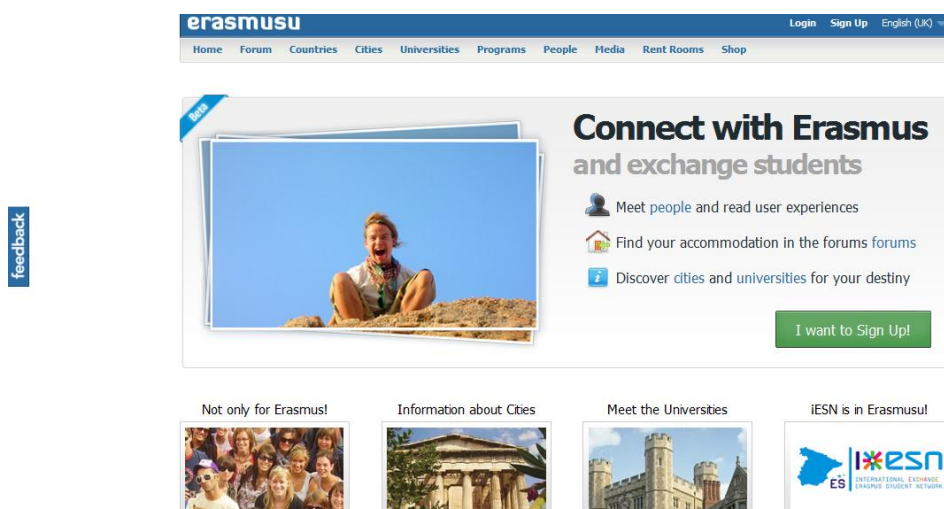 erasmusu
Login Sign Up English (UK)
Home Forum Countries Cities Universities Programs People Media Rent Rooms Shop
Beta
Connect with Erasmus
and exchange students
Meet people and read user experiences
Find your accommodation in the forums forums
Discover cities and universities for your destiny
I want to Sign Up!
feedback
Not only for Erasmus!
Information about Cities
Meet the Universities
iESN is in Erasmusu!
ES
I*esn
INTERNATIONAL EXCHANGE
ERASMUS STUDENT NETWORK